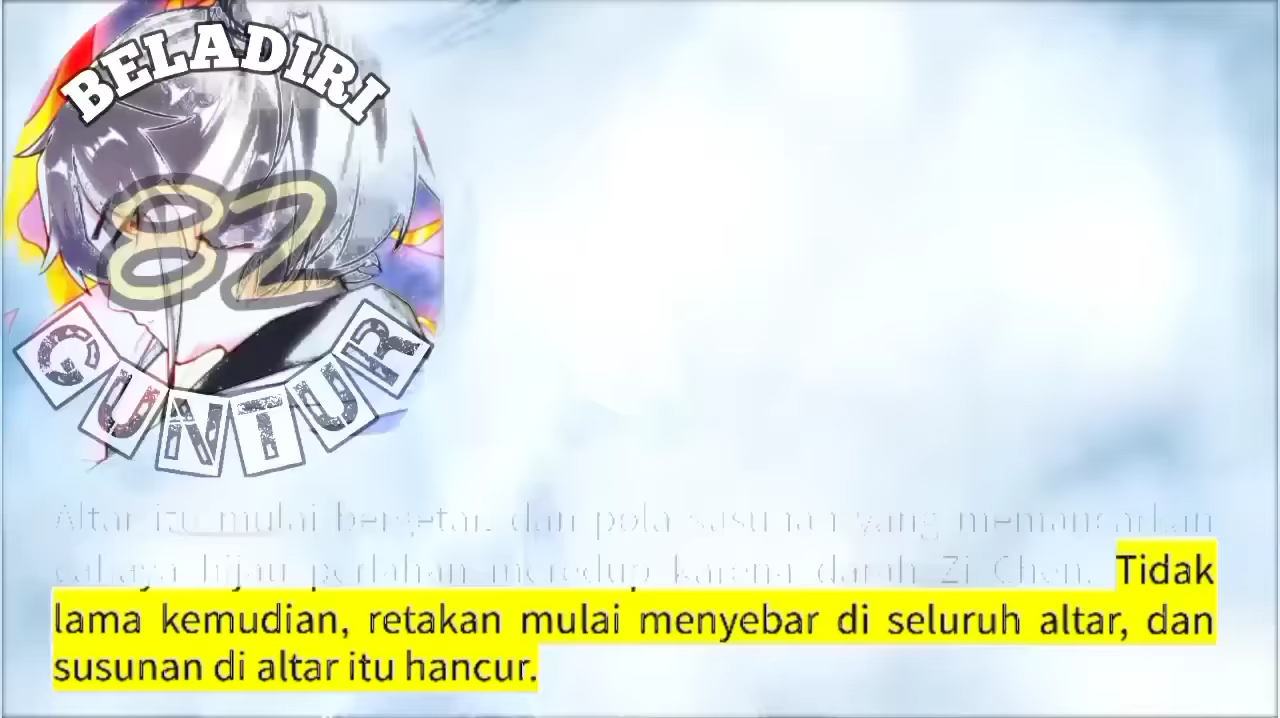 BELADIRI
82
GUNTUR
Altar itu mulai bergetar, dan pola susunan yang memancarkan
cahaya hijau perlahan meredup karena darah Zi Chen. Tidak
lama kemudian, retakan mulai menyebar di seluruh altar, dan
susunan di altar itu hancur.